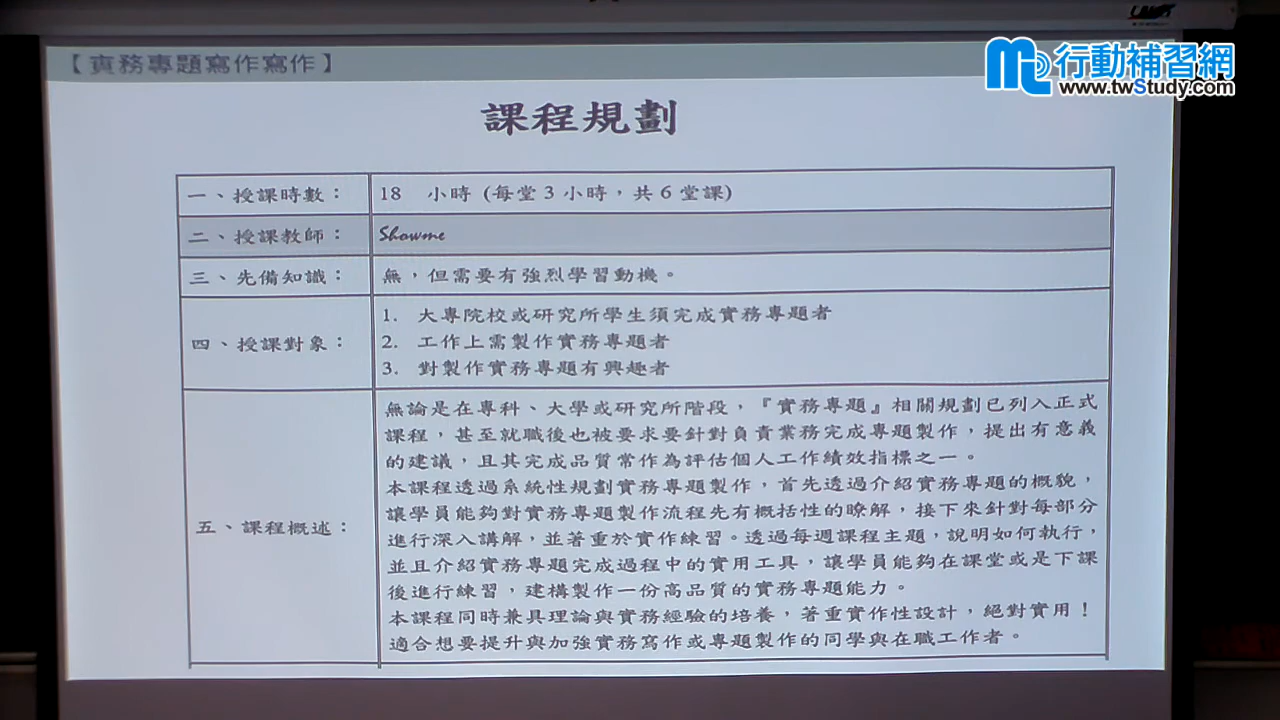 【實務專題寫作寫作】
行動補習網
www.twStudy.com
課程規劃
一、授課時數： 18 小時 (每堂 3 小時，共 6 堂課)
二、授課教師： Showme
三、先備知識： 無，但需要有強烈學習動機。
四、授課對象：
1. 大專院校或研究所學生須完成實務專題者
2. 工作上需製作實務專題者
3. 對製作實務專題有興趣者
五、課程概述：
無論是在專科、大學或研究所階段，『實務專題』相關規劃已列入正式
課程，甚至就職後也被要求要針對負責業務完成專題製作，提出有意義
的建議，且其完成品質常作為評估個人工作績效指標之一。
本課程透過系統性規劃實務專題製作，首先透過介紹實務專題的概貌，
讓學員能夠對實務專題製作流程先有概括性的瞭解，接下來針對每部分
進行深入講解，並著重於實作練習。透過每週課程主題，說明如何執行，
並且介紹實務專題完成過程中的實用工具，讓學員能夠在課堂或是下課
後進行練習，建構製作一份高品質的實務專題能力。
本課程同時兼具理論與實務經驗的培養，著重實作性設計，絕對實用！
適合想要提升與加強實務寫作或專題製作的同學與在職工作者。